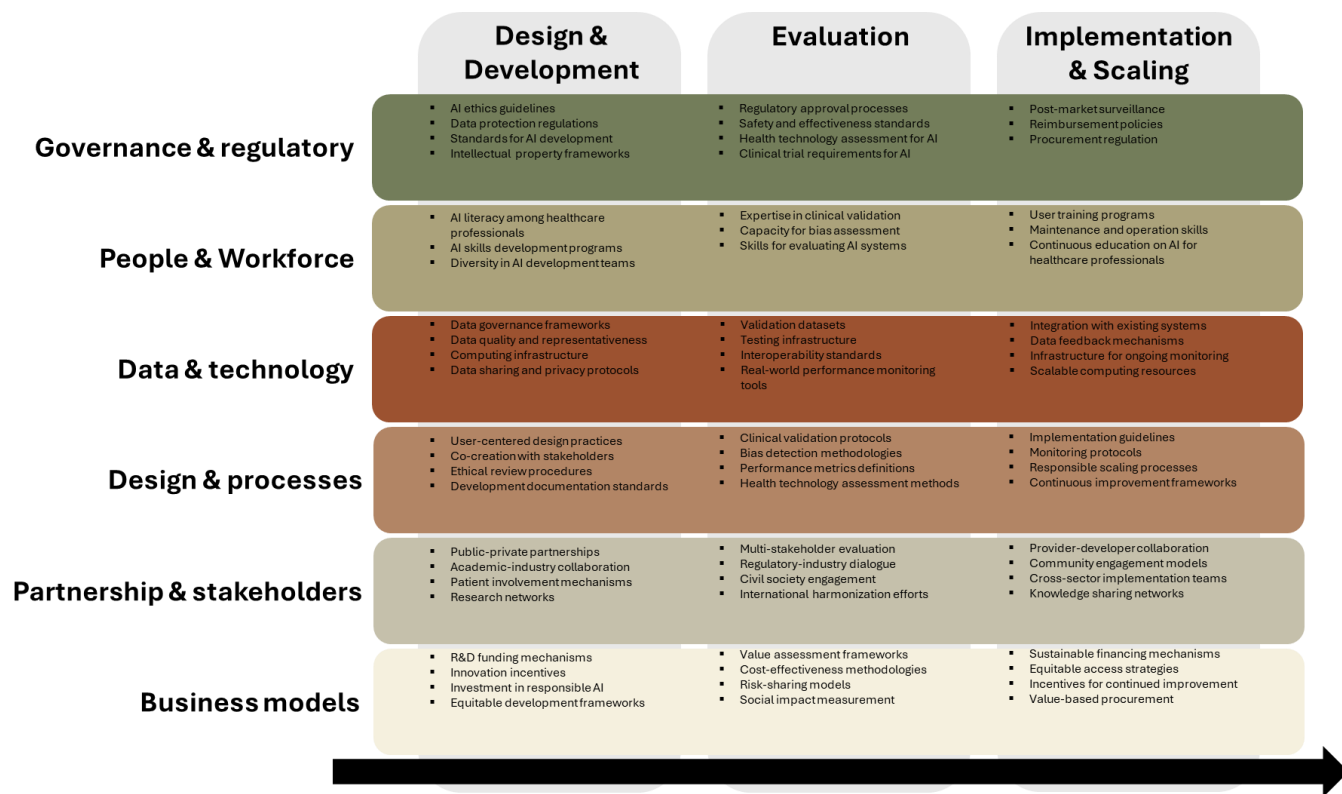 Design &
Development
Evaluation
Implementation
& Scaling
Governance & regulatory
▪ AI ethics guidelines
▪ Data protection regulations
▪ Standards for AI development
▪ Intellectual property frameworks
▪ Regulatory approval processes
▪ Safety and effectiveness standards
▪ Health technology assessment for AI
▪ Clinical trial requirements for AI
▪ Post-market surveillance
▪ Reimbursement policies
▪ Procurement regulation
People & Workforce
▪ AI literacy among healthcare
professionals
▪ AI skills development programs
▪ Diversity in AI development teams
▪ Expertise in clinical validation
▪ Capacity for bias assessment
▪ Skills for evaluating AI systems
▪ User training programs
▪ Maintenance and operation skills
▪ Continuous education on AI for
healthcare professionals
Data & technology
▪ Data governance frameworks
▪ Data quality and representativeness
▪ Computing infrastructure
▪ Data sharing and privacy protocols
▪ Validation datasets
▪ Testing infrastructure
▪ Interoperability standards
▪ Real-world performance monitoring
tools
▪ Integration with existing systems
▪ Data feedback mechanisms
▪ Infrastructure for ongoing monitoring
▪ Scalable computing resources
Design & processes
▪ User-centered design practices
▪ Co-creation with stakeholders
▪ Ethical review procedures
▪ Development documentation standards
▪ Clinical validation protocols
▪ Bias detection methodologies
▪ Performance metrics definitions
▪ Health technology assessment methods
▪ Implementation guidelines
▪ Monitoring protocols
▪ Responsible scaling processes
▪ Continuous improvement frameworks
Partnership & stakeholders
▪ Public-private partnerships
▪ Academic-industry collaboration
▪ Patient involvement mechanisms
▪ Research networks
▪ Multi-stakeholder evaluation
▪ Regulatory-industry dialogue
▪ Civil society engagement
▪ International harmonization efforts
▪ Provider-developer collaboration
▪ Community engagement models
▪ Cross-sector implementation teams
▪ Knowledge sharing networks
Business models
▪ R&D funding mechanisms
▪ Innovation incentives
▪ Investment in responsible AI
▪ Equitable development frameworks
▪ Value assessment frameworks
▪ Cost-effectiveness methodologies
▪ Risk-sharing models
▪ Social impact measurement
▪ Sustainable financing mechanisms
▪ Equitable access strategies
▪ Incentives for continued improvement
▪ Value-based procurement